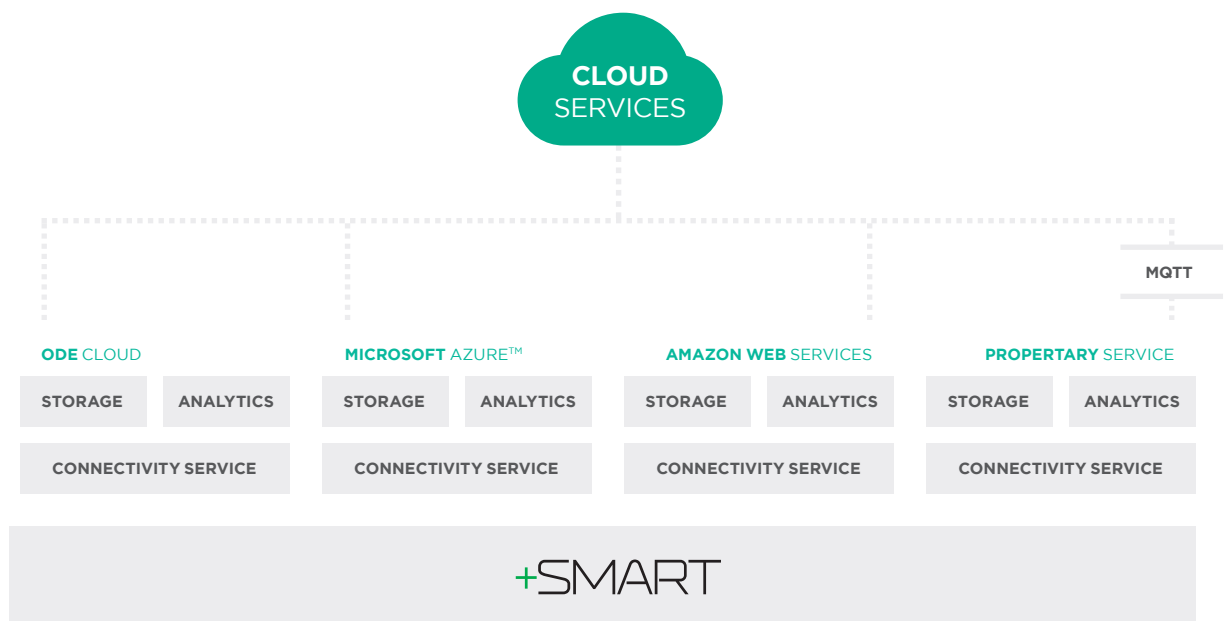 CLOUD
SERVICES
MQTT
ODE CLOUD
MICROSOFT AZURE™
AMAZON WEB SERVICES
PROPERTARY SERVICE
STORAGE ANALYTICS
STORAGE ANALYTICS
STORAGE ANALYTICS
STORAGE ANALYTICS
CONNECTIVITY SERVICE
CONNECTIVITY SERVICE
CONNECTIVITY SERVICE
CONNECTIVITY SERVICE
+SMART